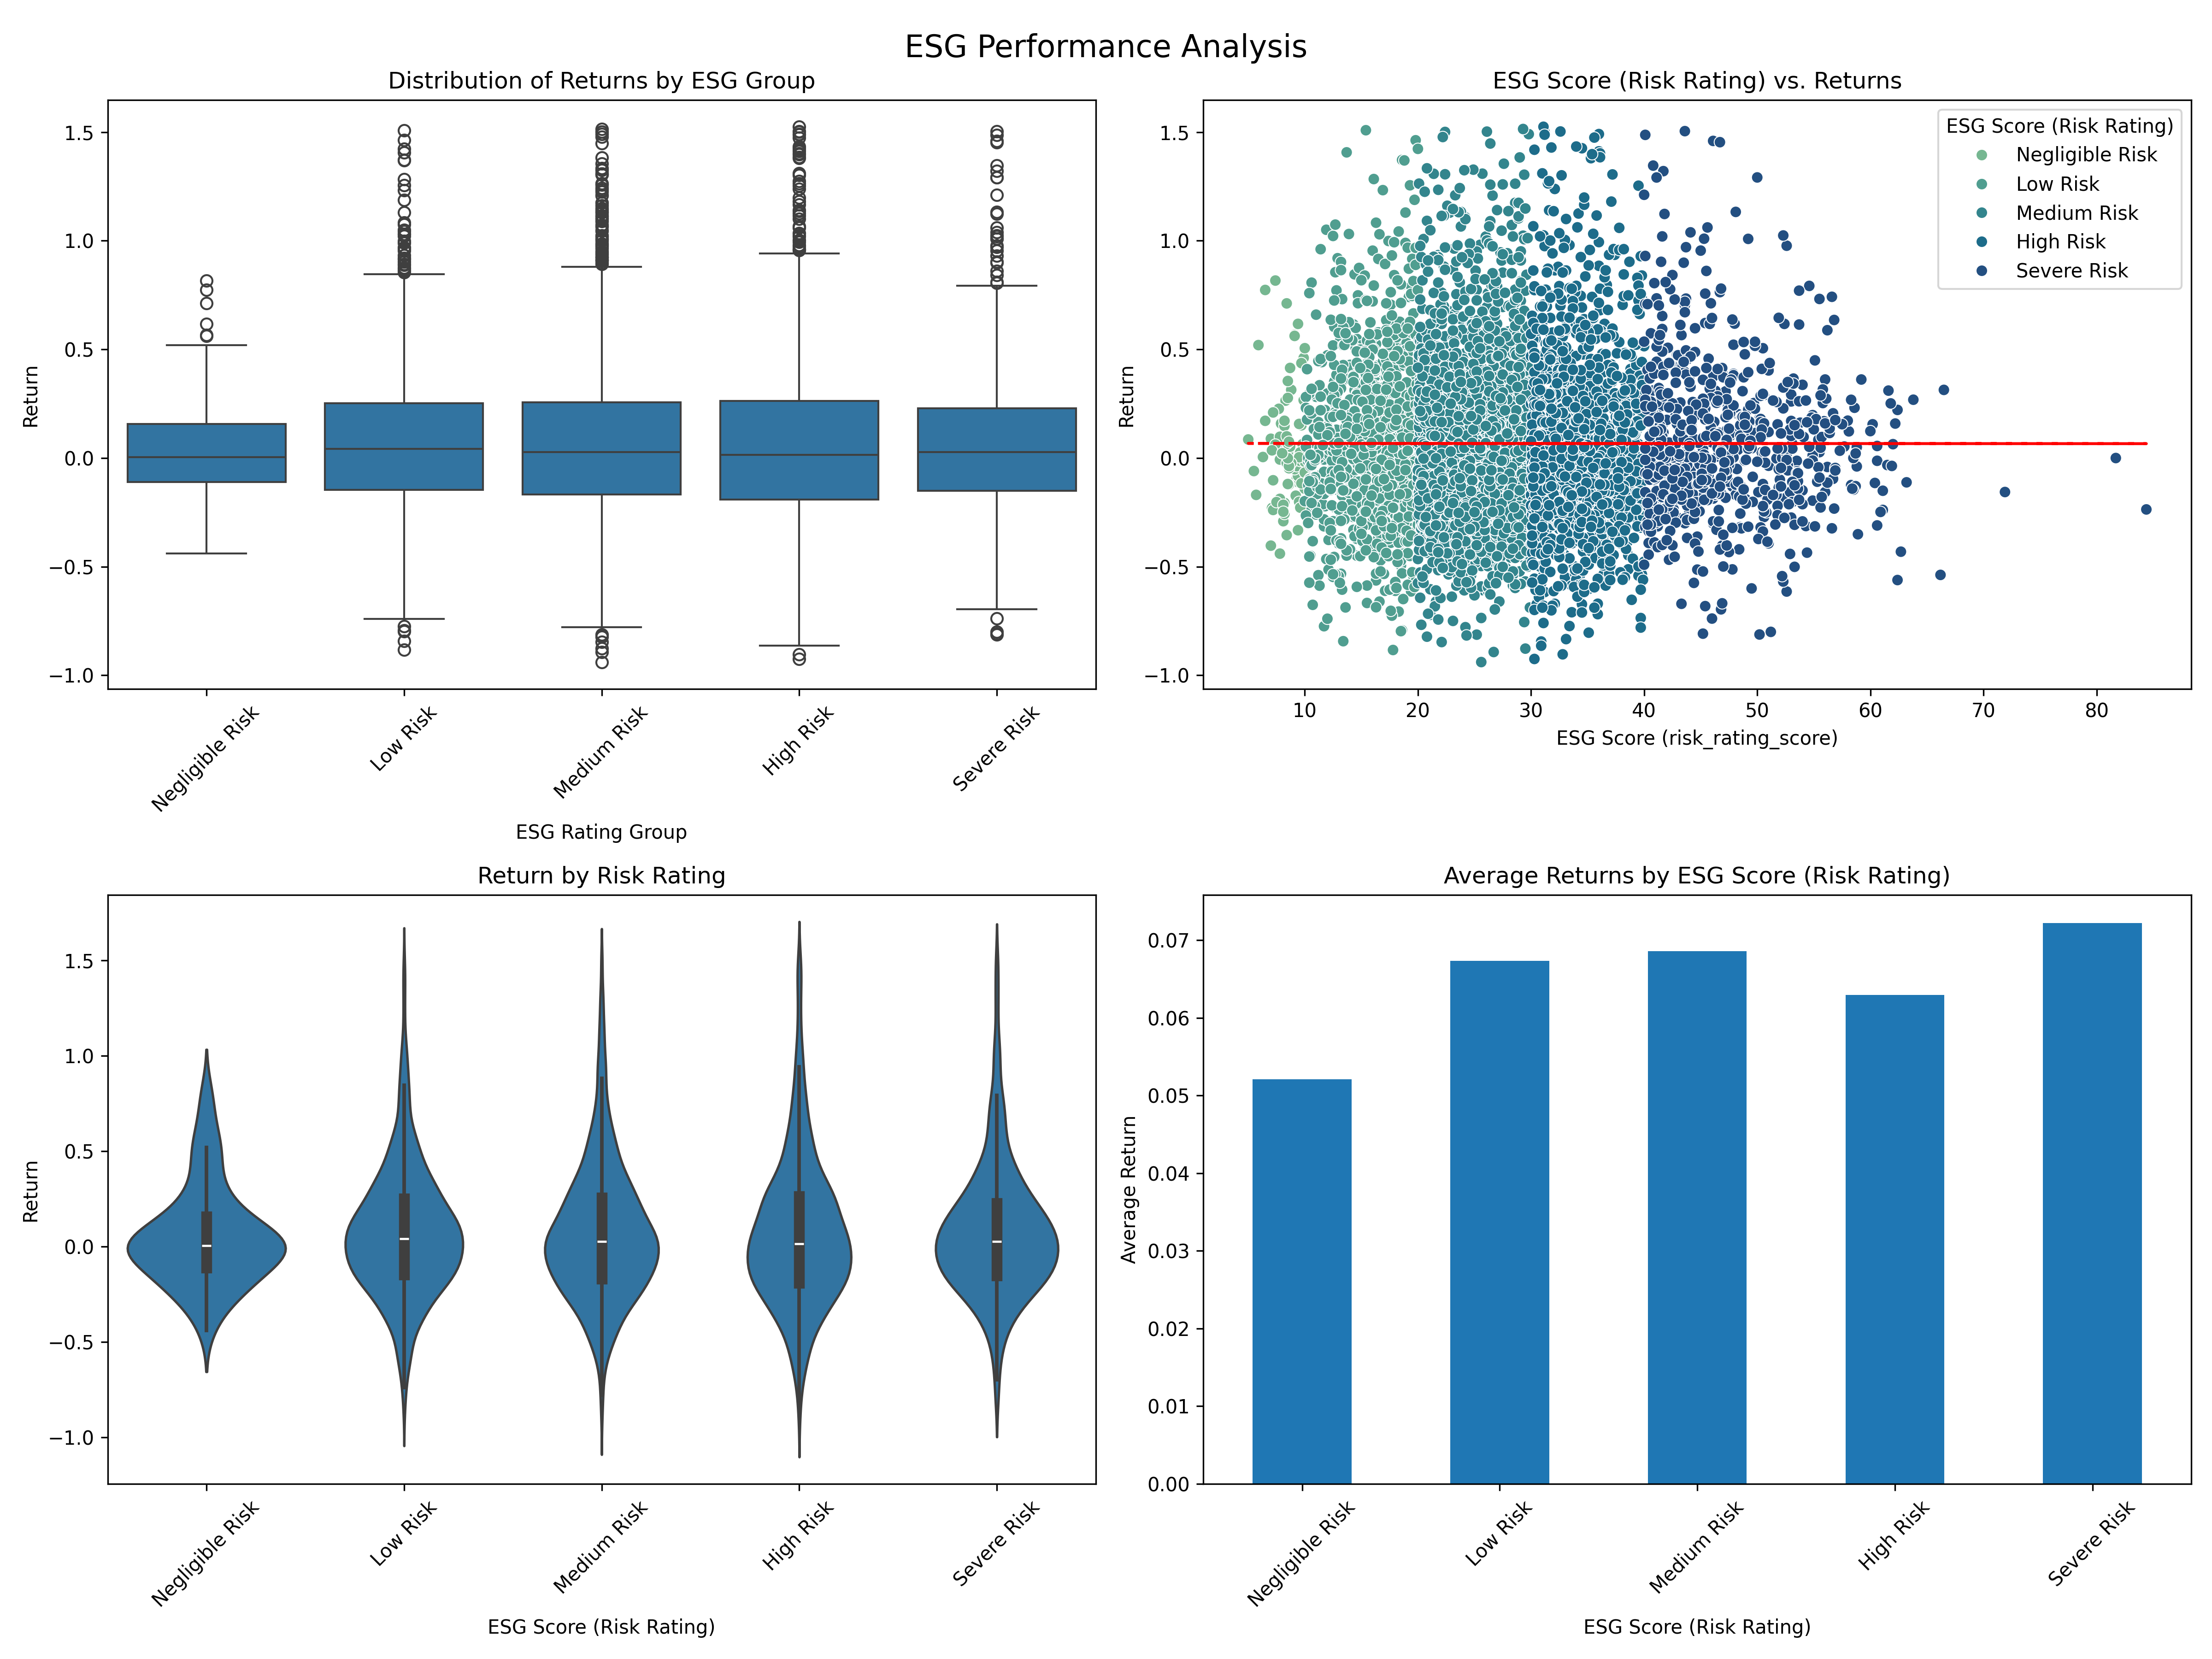 ESG Performance Analysis
Distribution of Returns by ESG Group
Return
1.5
1.0
0.5
0.0
−0.5
−1.0
Negligible Risk
Low Risk
Medium Risk
High Risk
Severe Risk
ESG Rating Group
ESG Score (Risk Rating) vs. Returns
Return
1.5
1.0
0.5
0.0
−0.5
−1.0
ESG Score (Risk Rating)
Negligible Risk
Low Risk
Medium Risk
High Risk
Severe Risk
10 20 30 40 50 60 70 80
ESG Score (risk_rating_score)
Return by Risk Rating
Return
1.5
1.0
0.5
0.0
−0.5
−1.0
Negligible Risk
Low Risk
Medium Risk
High Risk
Severe Risk
ESG Score (Risk Rating)
Average Returns by ESG Score (Risk Rating)
Average Return
0.07
0.06
0.05
0.04
0.03
0.02
0.01
0.00
Negligible Risk
Low Risk
Medium Risk
High Risk
Severe Risk
ESG Score (Risk Rating)